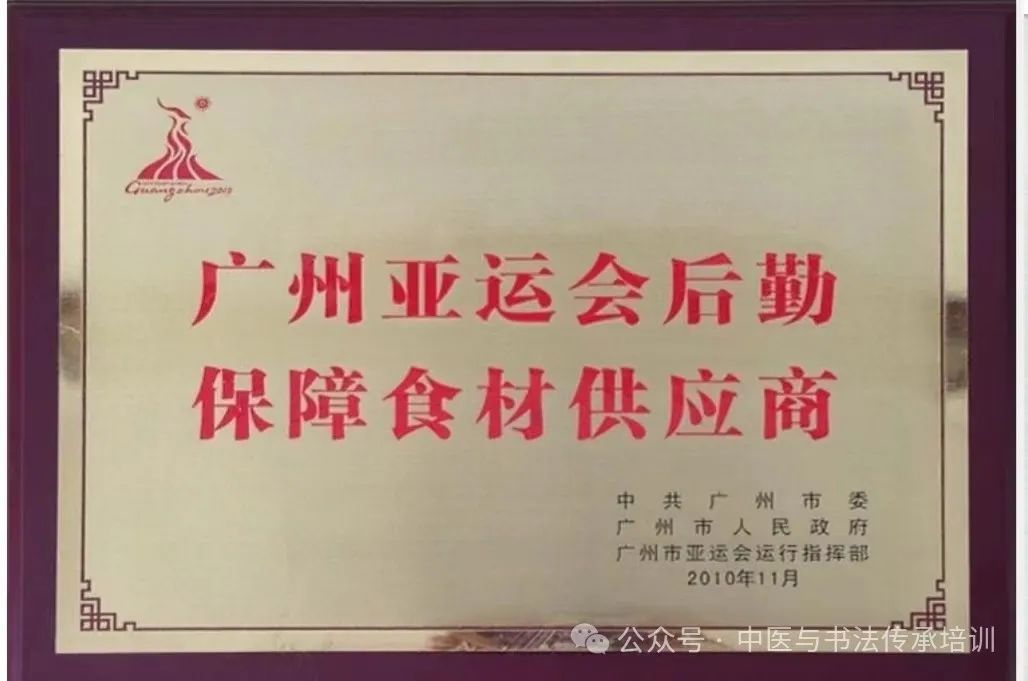 Guangzhou2010
广州亚运会后勤
保障食材供应商
中共广州市委
广州市人民政府
广州市亚运会运行指挥部
2010年11月
公众号·中医与书法传承培训